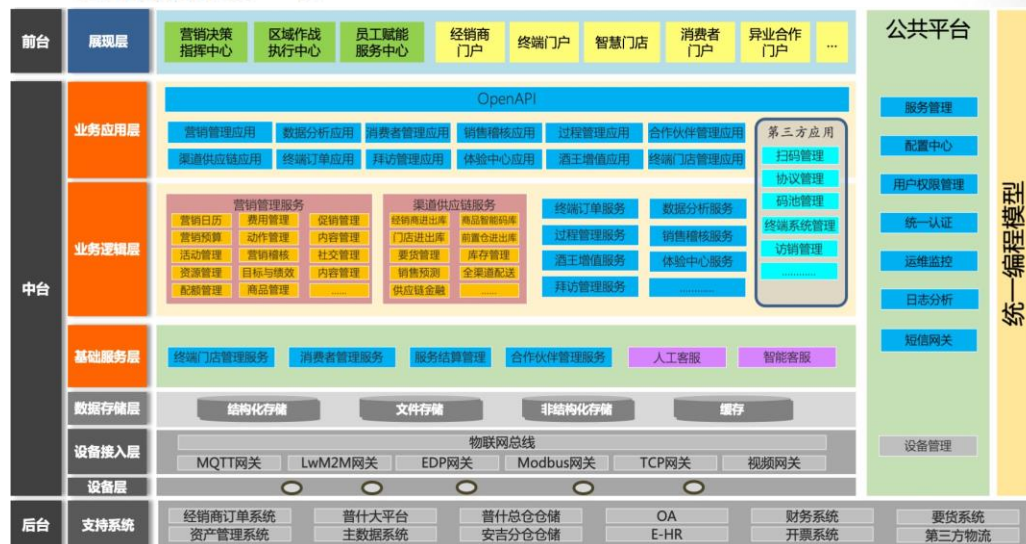 前台
展现层
营销决策
指挥中心
区域作战
执行中心
员工赋能
服务中心
经销商
门户
终端门户
智慧门店
消费者
门户
异业合作
门户
...
中台
业务应用层
OpenAPI
营销管理应用
数据分析应用
消费者管理应用
销售稽核应用
过程管理应用
合作伙伴管理应用
渠道供应链应用
终端订单应用
拜访管理应用
体验中心应用
酒王增值应用
终端门店管理应用
第三方应用
扫码管理
协议管理
码池管理
终端系统管理
访销管理
............
业务逻辑层
营销管理服务
营销日历
费用管理
促销管理
营销预算
动作管理
内容管理
活动管理
营销稽核
社交管理
资源管理
目标与绩效
内容管理
配额管理
商品管理
......
渠道供应链服务
经销商进出库
商品智能码库
门店进出库
前置仓进出库
要货管理
库存管理
销售预测
全渠道配送
供应链金融
......
终端订单服务
数据分析服务
过程管理服务
销售稽核服务
酒王增值服务
体验中心服务
拜访管理服务
............
基础服务层
终端门店管理服务
消费者管理服务
服务结算管理
合作伙伴管理服务
人工客服
智能客服
数据存储层
结构化存储
文件存储
非结构化存储
缓存
设备接入层
物联网总线
MQTT网关
LwM2M网关
EDP网关
Modbus网关
TCP网关
视频网关
设备层
后台
支持系统
经销商订单系统
普什大平台
普什总仓仓储
OA
财务系统
要货系统
资产管理系统
主数据系统
安吉分仓仓储
E-HR
开票系统
第三方物流
公共平台
服务管理
配置中心
用户权限管理
统一认证
运维监控
日志分析
短信网关
设备管理
统一编程模型